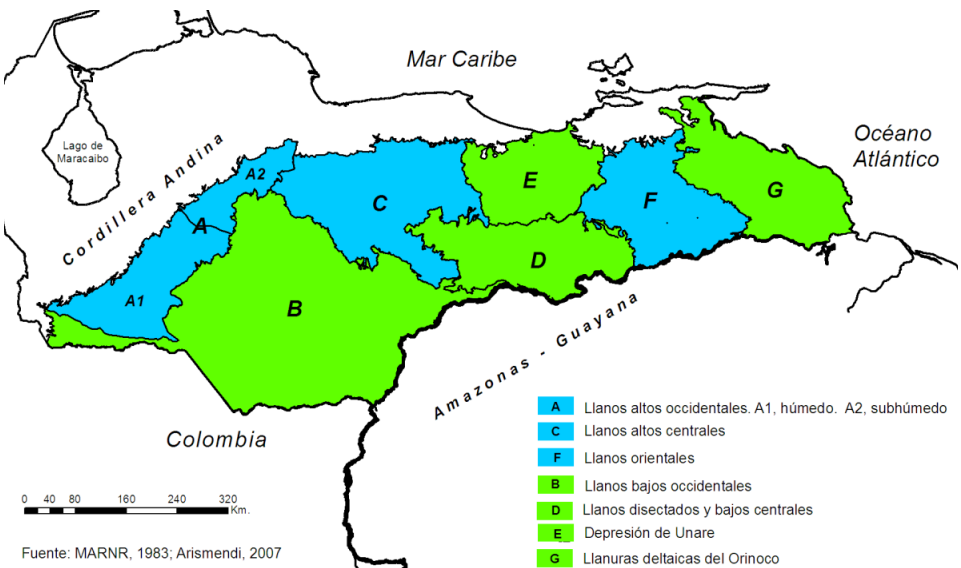 Mar Caribe
Océano
Atlántico
Lago de
Maracaibo
Cordillera Andina
A2
A
A1
C
E
F
G
D
B
Amazonas - Guayana
Colombia
A Llanos altos occidentales. A1, húmedo. A2, subhúmedo
C Llanos altos centrales
F Llanos orientales
B Llanos bajos occidentales
D Llanos disectados y bajos centrales
E Depresión de Unare
G Llanuras deltaicas del Orinoco
0 40 80 160 240 320
Km.
Fuente: MARNR, 1983; Arismendi, 2007